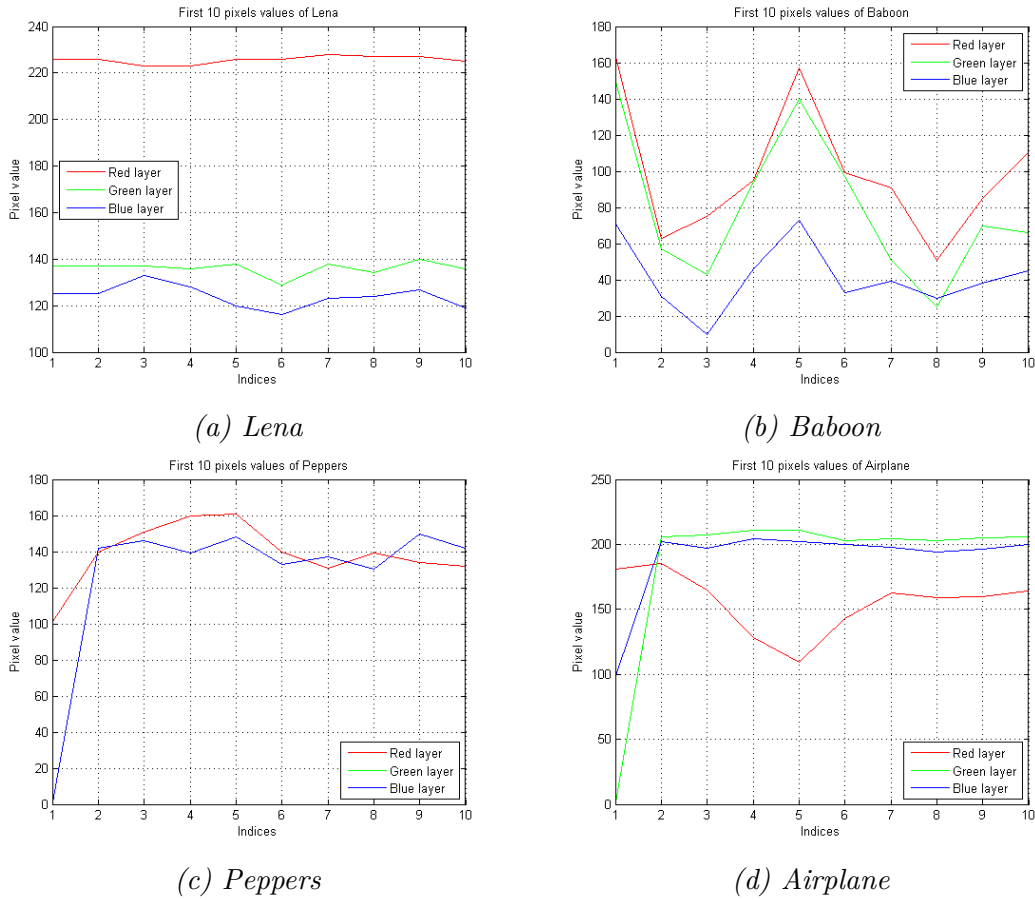 First 10 pixels values of Lena
240
220
200
180
160
140
120
100
Pixel value
Red layer
Green layer
Blue layer
1 2 3 4 5 6 7 8 9 10
Indices
(a) Lena
First 10 pixels values of Baboon
180
160
140
120
100
80
60
40
20
0
Pixel value
Red layer
Green layer
Blue layer
1 2 3 4 5 6 7 8 9 10
Indices
(b) Baboon
First 10 pixels values of Peppers
180
160
140
120
100
80
60
40
20
0
Pixel value
Red layer
Green layer
Blue layer
1 2 3 4 5 6 7 8 9 10
Indices
(c) Peppers
First 10 pixels values of Airplane
250
200
150
100
50
0
Pixel value
Red layer
Green layer
Blue layer
1 2 3 4 5 6 7 8 9 10
Indices
(d) Airplane